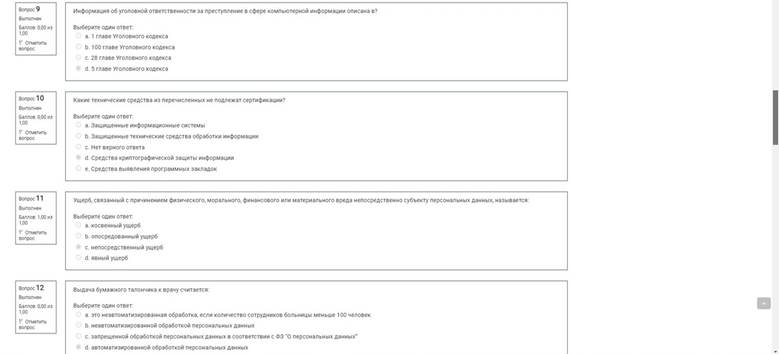 Вопрос 9
Выполнен
Баллов: 0,00 из
1,00
Отметить
вопрос
Информация об уголовной ответственности за преступление в сфере компьютерной информации описана в?
Выберите один ответ:
a. 1 главе Уголовного кодекса
b. 100 главе Уголовного кодекса
c. 28 главе Уголовного кодекса
d. 5 главе Уголовного кодекса
Вопрос 10
Выполнен
Баллов: 0,00 из
1,00
Отметить
вопрос
Какие технические средства из перечисленных не подлежат сертификации?
Выберите один ответ:
a. Защищенные информационные системы
b. Защищенные технические средства обработки информации
c. Нет верного ответа
d. Средства криптографической защиты информации
e. Средства выявления программных закладок
Вопрос 11
Выполнен
Баллов: 1,00 из
1,00
Отметить
вопрос
Ущерб, связанный с причинением физического, морального, финансового или материального вреда непосредственно субъекту персональных данных, называется:
Выберите один ответ:
a. косвенный ущерб
b. опосредованный ущерб
c. непосредственный ущерб
d. явный ущерб
Вопрос 12
Выполнен
Баллов: 0,00 из
1,00
Отметить
вопрос
Выдача бумажного талончика к врачу считается:
Выберите один ответ:
a. это неавтоматизированная обработка, если количество сотрудников больницы меньше 100 человек
b. неавтоматизированной обработкой персональных данных
c. запрещенной обработкой персональных данных в соответствии с ФЗ "О персональных данных"
d. автоматизированной обработкой персональных данных